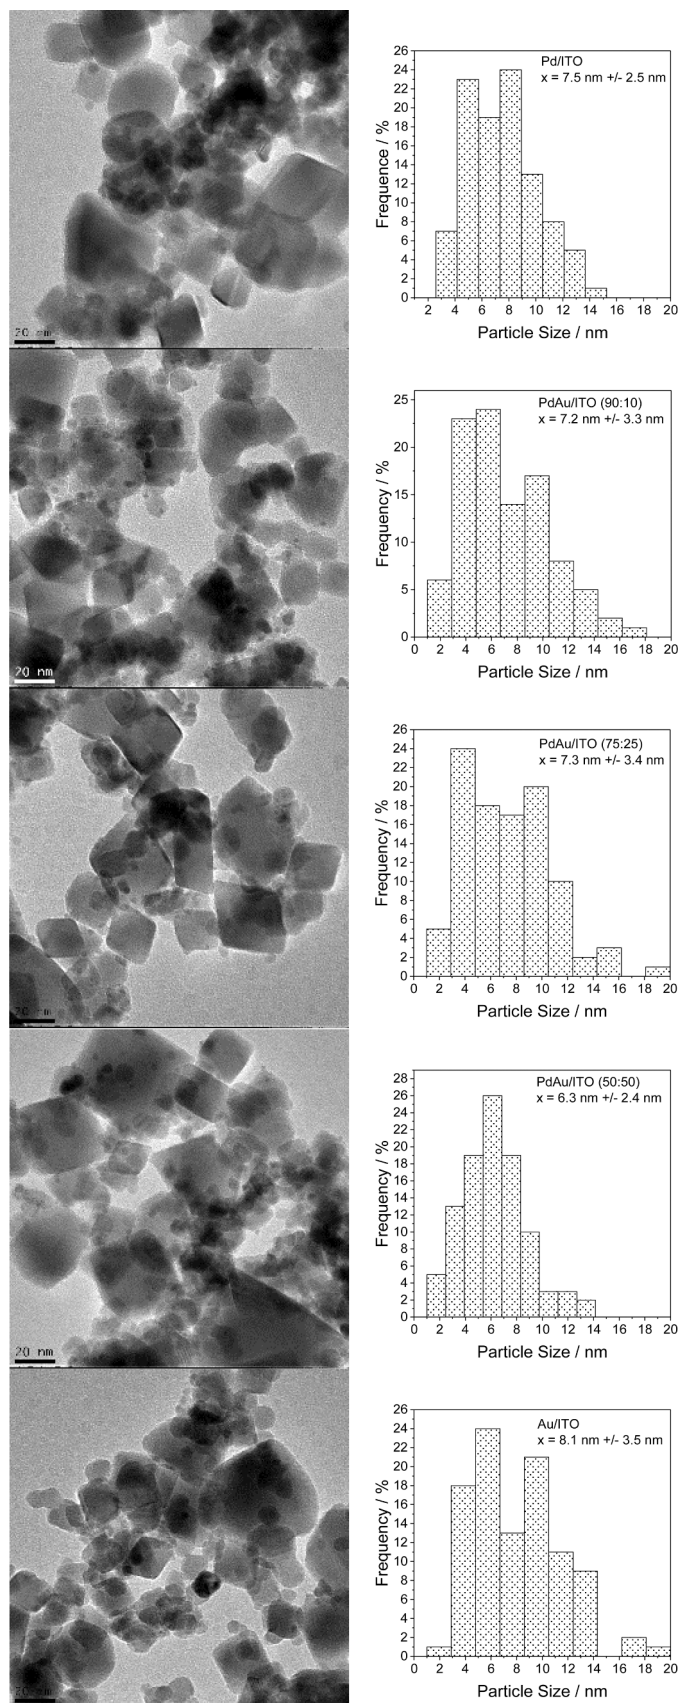 20 nm
Pd/ITO
x = 7.5 nm +/- 2.5 nm
Frequence / %
26
24
22
20
18
16
14
12
10
8
6
4
2
0
2 4 6 8 10 12 14 16 18 20
Particle Size / nm
20 nm
PdAu/ITO (90:10)
x = 7.2 nm +/- 3.3 nm
Frequency / %
25
20
15
10
5
0
0 2 4 6 8 10 12 14 16 18 20
Particle Size / nm
20 nm
PdAu/ITO (75:25)
x = 7.3 nm +/- 3.4 nm
Frequency / %
26
24
22
20
18
16
14
12
10
8
6
4
2
0
0 2 4 6 8 10 12 14 16 18 20
Particle Size / nm
20 nm
PdAu/ITO (50:50)
x = 6.3 nm +/- 2.4 nm
Frequency / %
28
26
24
22
20
18
16
14
12
10
8
6
4
2
0
0 2 4 6 8 10 12 14 16 18 20
Particle Size / nm
20 nm
Au/ITO
x = 8.1 nm +/- 3.5 nm
Frequency / %
26
24
22
20
18
16
14
12
10
8
6
4
2
0
0 2 4 6 8 10 12 14 16 18 20
Particle Size / nm